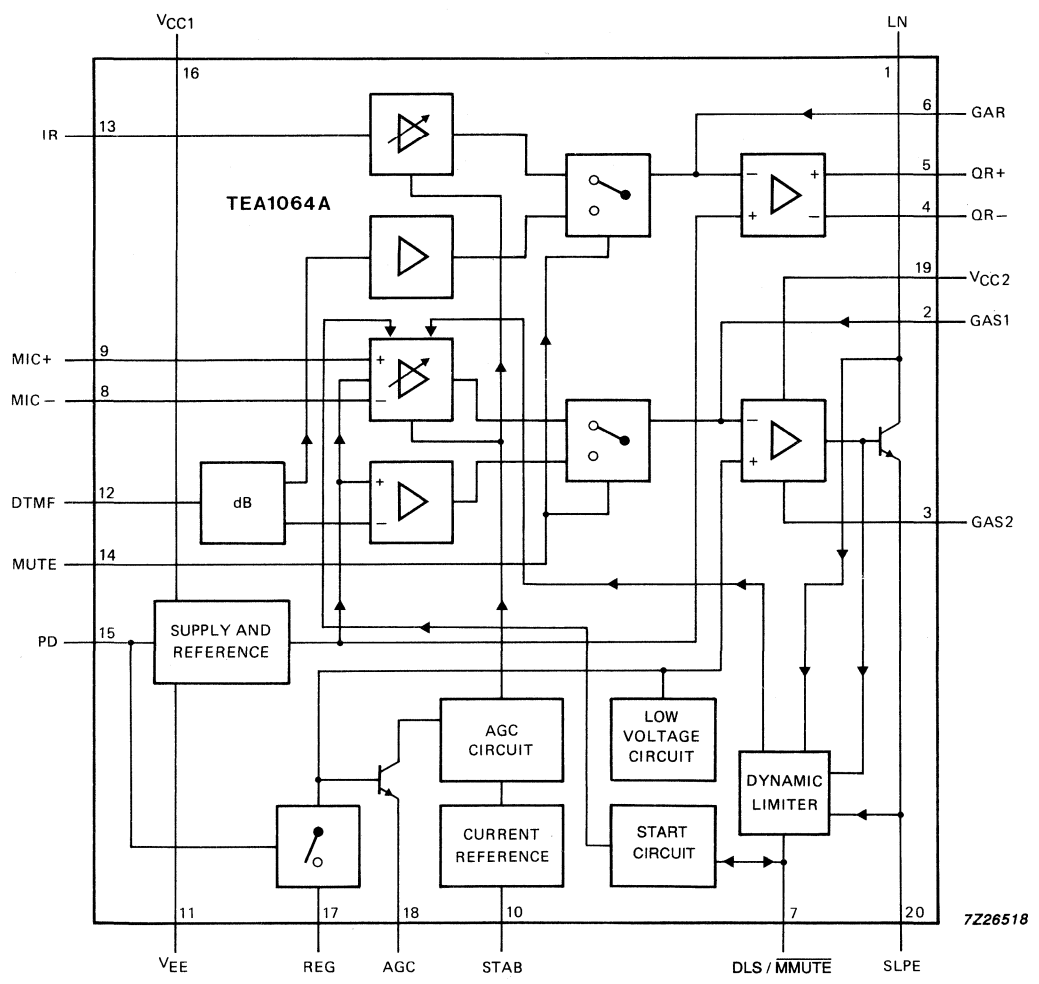 VCC1
LN
16
1
IR
13
6
GAR
5
QR+
TEA1064A
4
QR−
− +
+ −
19
VCC2
2
GAS1
MIC+
9
+
MIC−
8
−
−
+
DTMF
12
dB
+
−
3
GAS2
MUTE
14
PD
15
SUPPLY AND
REFERENCE
AGC
CIRCUIT
LOW
VOLTAGE
CIRCUIT
DYNAMIC
LIMITER
CURRENT
REFERENCE
START
CIRCUIT
11
17
18
10
7
20
7Z26518
VEE
REG
AGC
STAB
DLS / MMUTE
SLPE